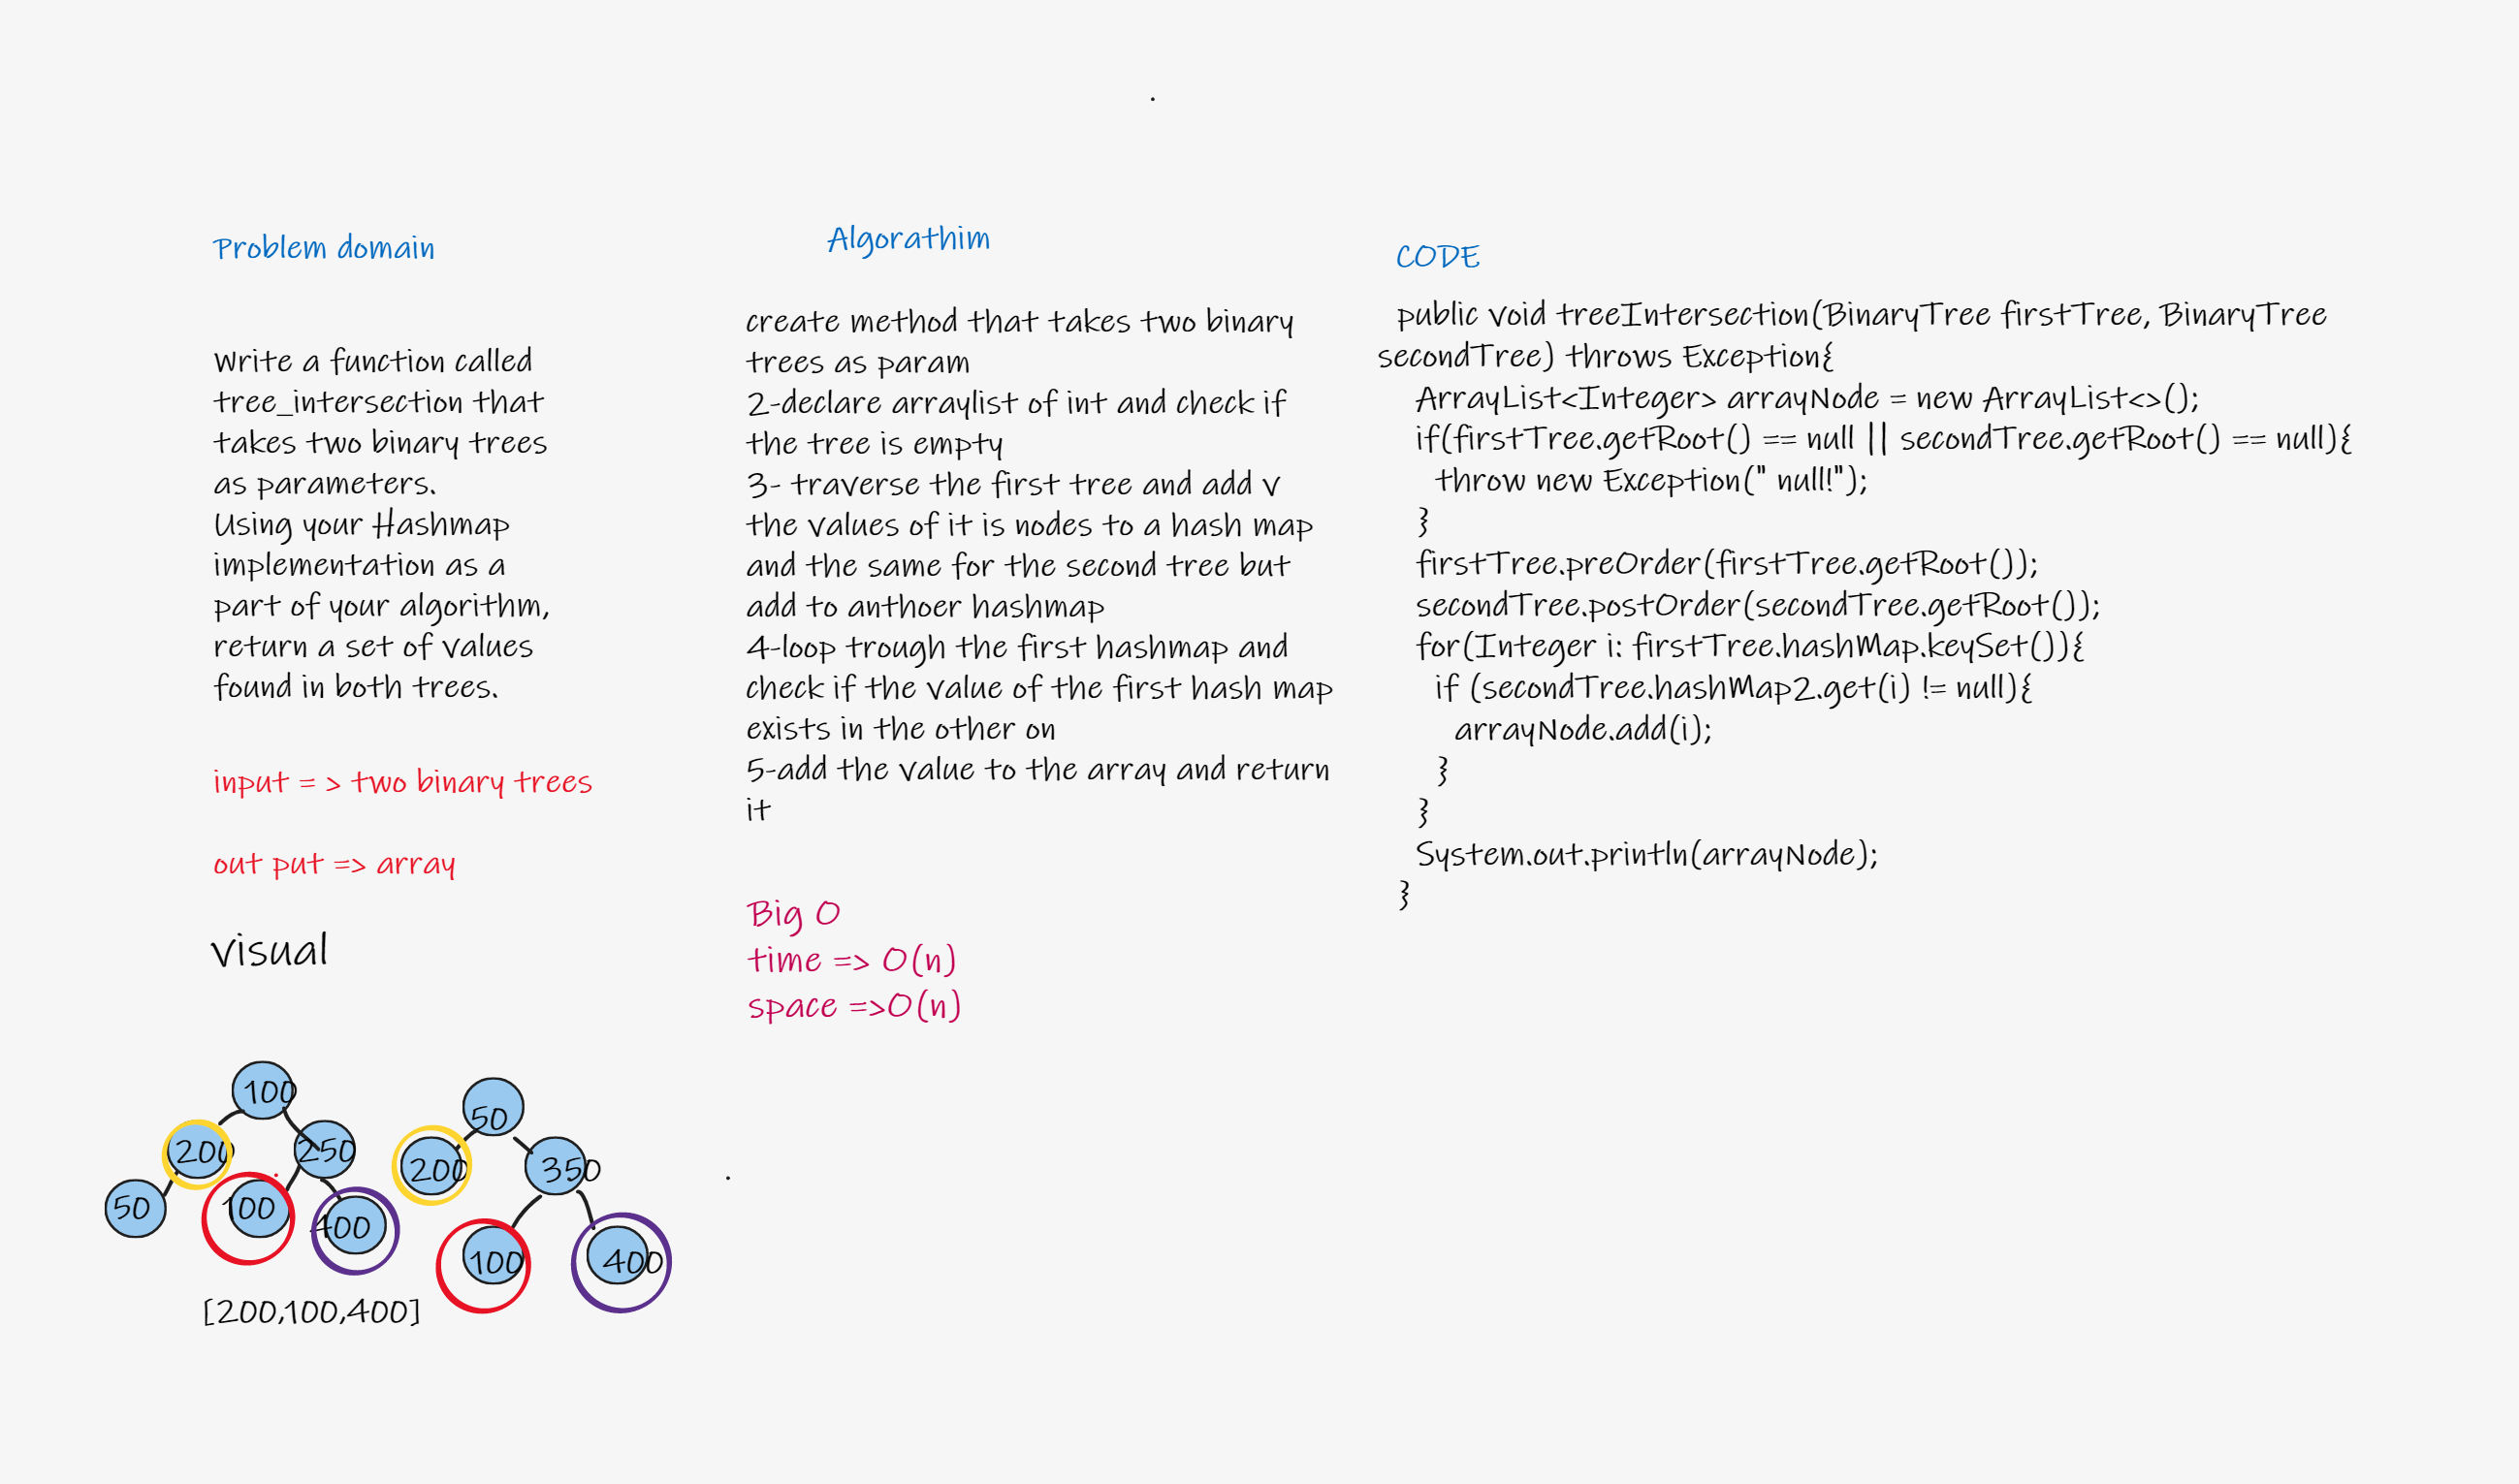 Problem domain
Write a function called
tree_intersection that
takes two binary trees
as parameters.
Using your Hashmap
implementation as a
part of your algorithm,
return a set of values
found in both trees.
input = > two binary trees
out put => array
visual
100
200
250
50
100
400
50
200
350
100
400
[200,100,400]
Algorathim
create method that takes two binary
trees as param
2-declare arraylist of int and check if
the tree is empty
3- traverse the first tree and add v
the values of it is nodes to a hash map
and the same for the second tree but
add to anthoer hashmap
4-loop trough the first hashmap and
check if the value of the first hash map
exists in the other on
5-add the value to the array and return
it
Big O
time => O(n)
space =>O(n)
CODE
public void treeIntersection(BinaryTree firstTree, BinaryTree
secondTree) throws Exception{
ArrayList<Integer> arrayNode = new ArrayList<>();
if(firstTree.getRoot() == null || secondTree.getRoot() == null){
throw new Exception(" null!");
}
firstTree.preOrder(firstTree.getRoot());
secondTree.postOrder(secondTree.getRoot());
for(Integer i: firstTree.hashMap.keySet()){
if (secondTree.hashMap2.get(i) != null){
arrayNode.add(i);
}
}
System.out.println(arrayNode);
}